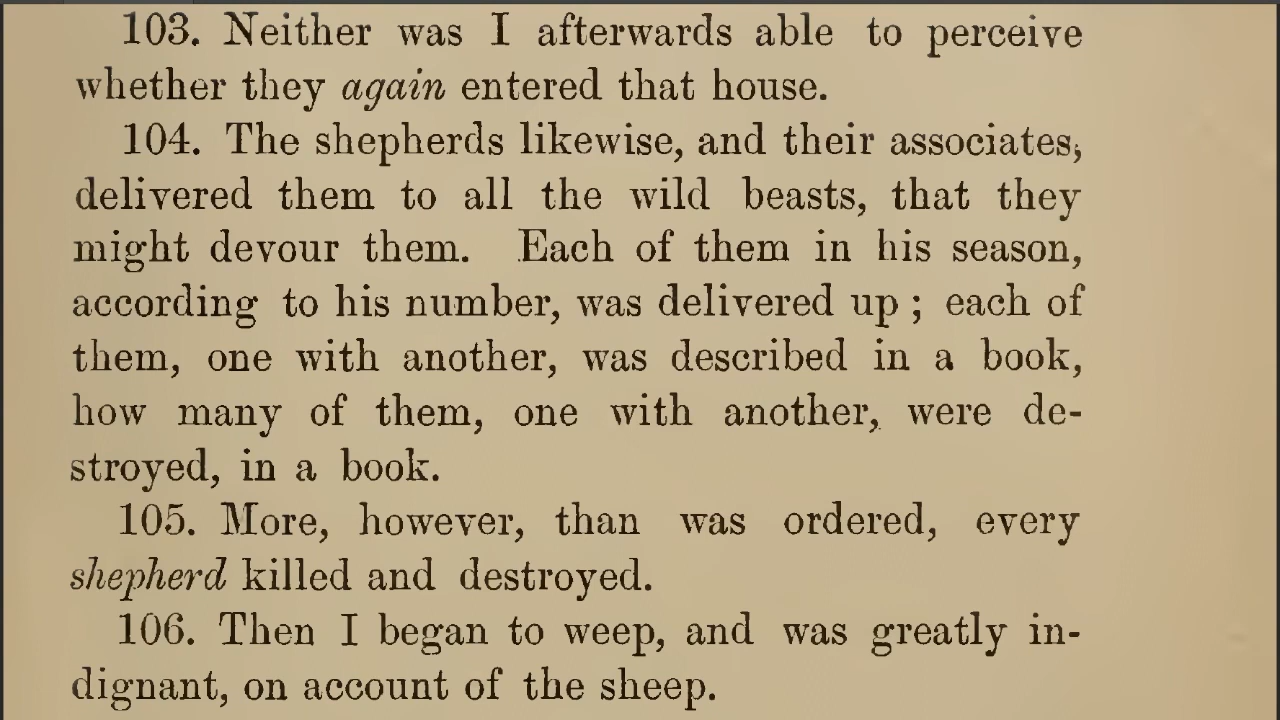 103. Neither was I afterwards able to perceive
whether they again entered that house.
104. The shepherds likewise, and their associates,
delivered them to all the wild beasts, that they
might devour them. Each of them in his season,
according to his number, was delivered up ; each of
them, one with another, was described in a book,
how many of them, one with another, were de-
stroyed, in a book.
105. More, however, than was ordered, every
shepherd killed and destroyed.
106. Then I began to weep, and was greatly in-
dignant, on account of the sheep.